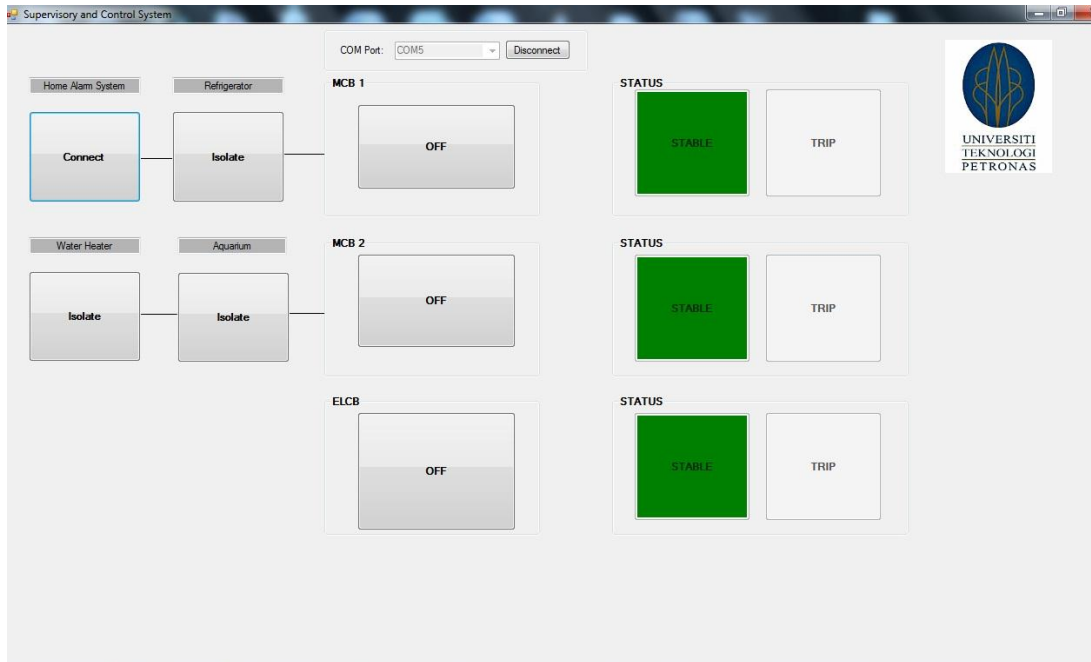 Supervisory and Control System
COM Port: COM5 Disconnect
Home Alarm System Refrigerator MCB 1 STATUS
Connect Isolate OFF STABLE TRIP
UNIVERSITI
TEKNOLOGI
PETRONAS
Water Heater Aquarium MCB 2 STATUS
Isolate Isolate OFF STABLE TRIP
ELCB STATUS
OFF STABLE TRIP